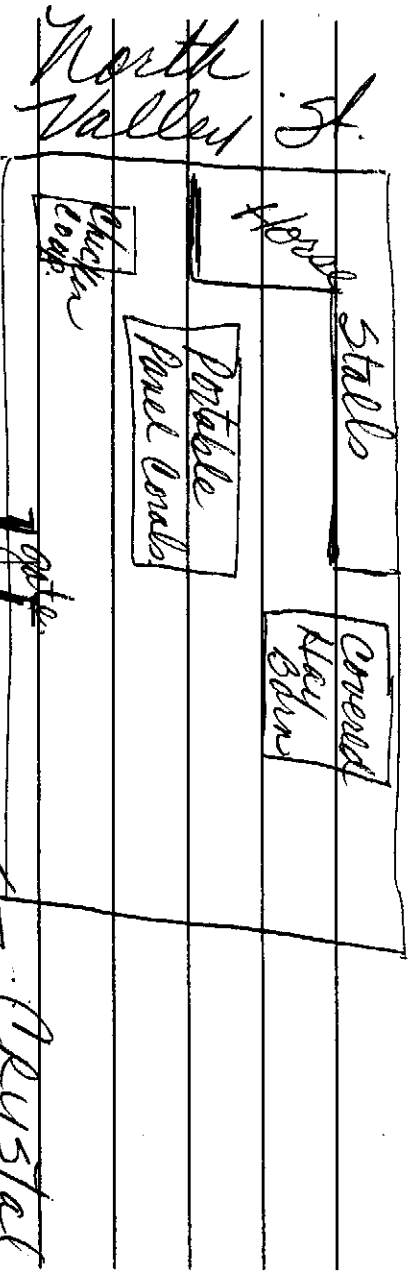 North
Valley St.
Horse Stalls
Chicken
Coop.
Portable
Panel Corrals.
Covered
Hay
Barn
gate